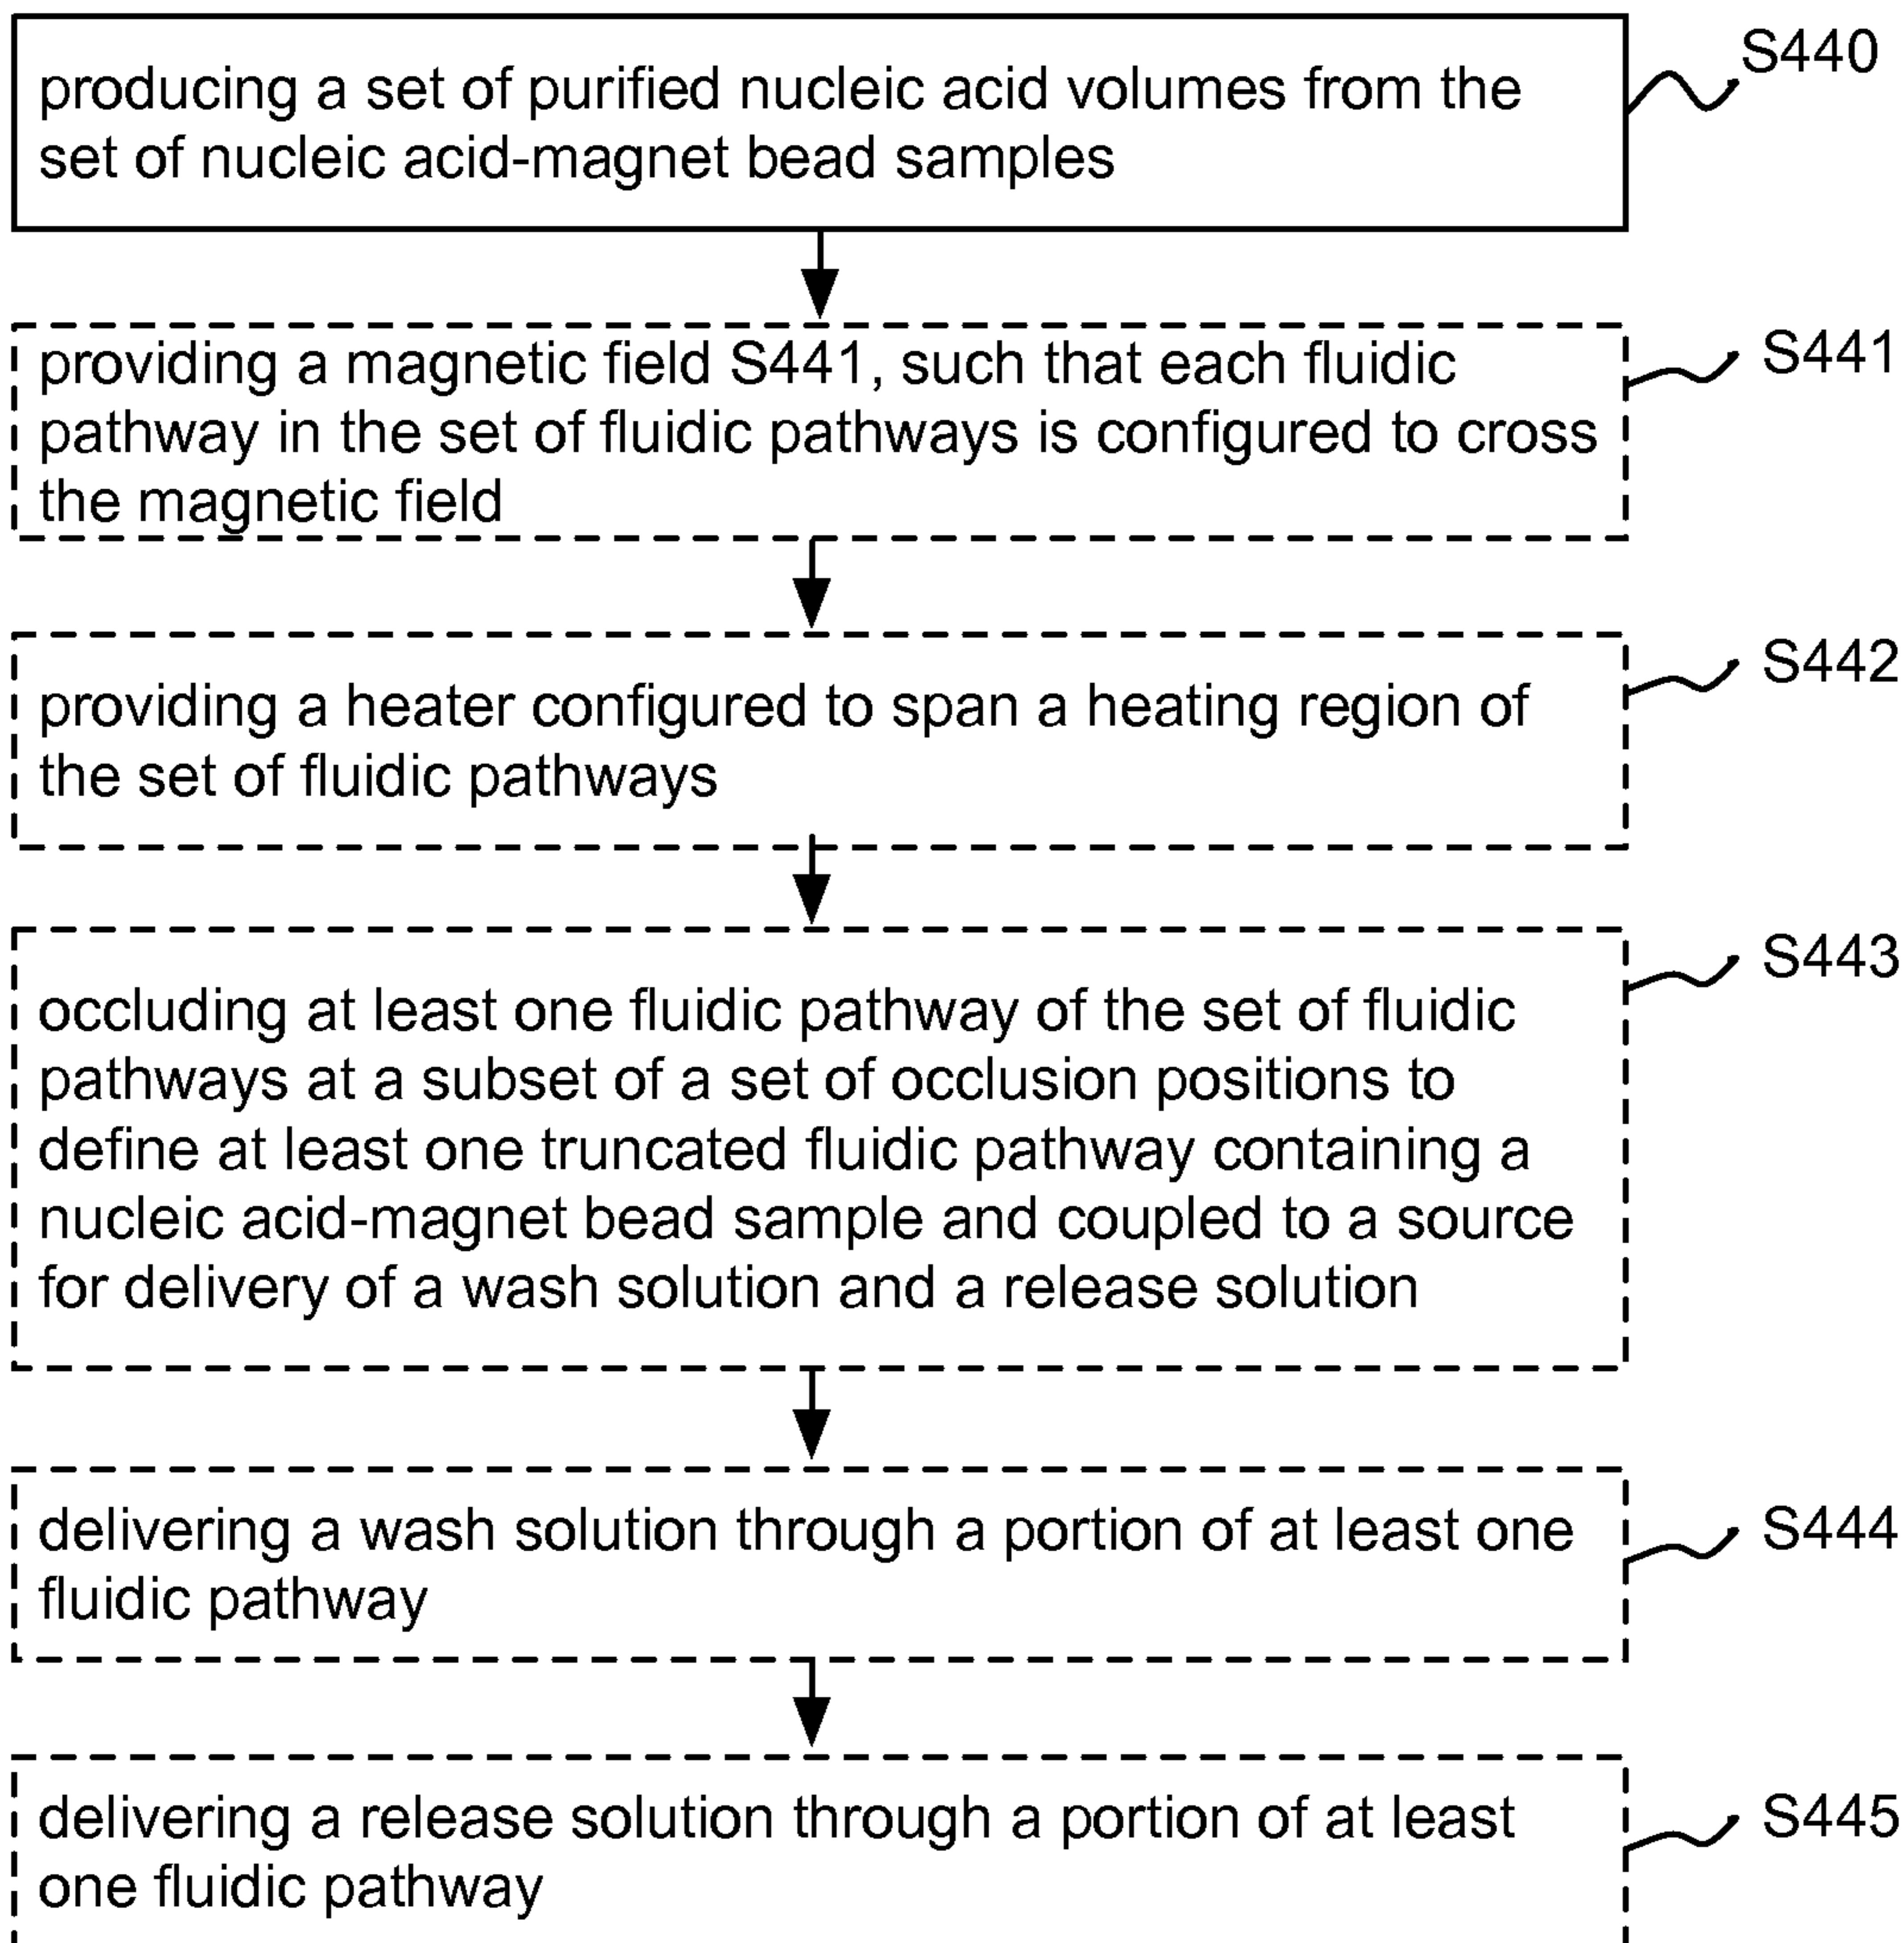 producing a set of purified nucleic acid volumes from the
set of nucleic acid-magnet bead samples
S440
providing a magnetic field S441, such that each fluidic
pathway in the set of fluidic pathways is configured to cross
the magnetic field
S441
providing a heater configured to span a heating region of
the set of fluidic pathways
S442
occluding at least one fluidic pathway of the set of fluidic
pathways at a subset of a set of occlusion positions to
define at least one truncated fluidic pathway containing a
nucleic acid-magnet bead sample and coupled to a source
for delivery of a wash solution and a release solution
S443
delivering a wash solution through a portion of at least one
fluidic pathway
S444
delivering a release solution through a portion of at least
one fluidic pathway
S445